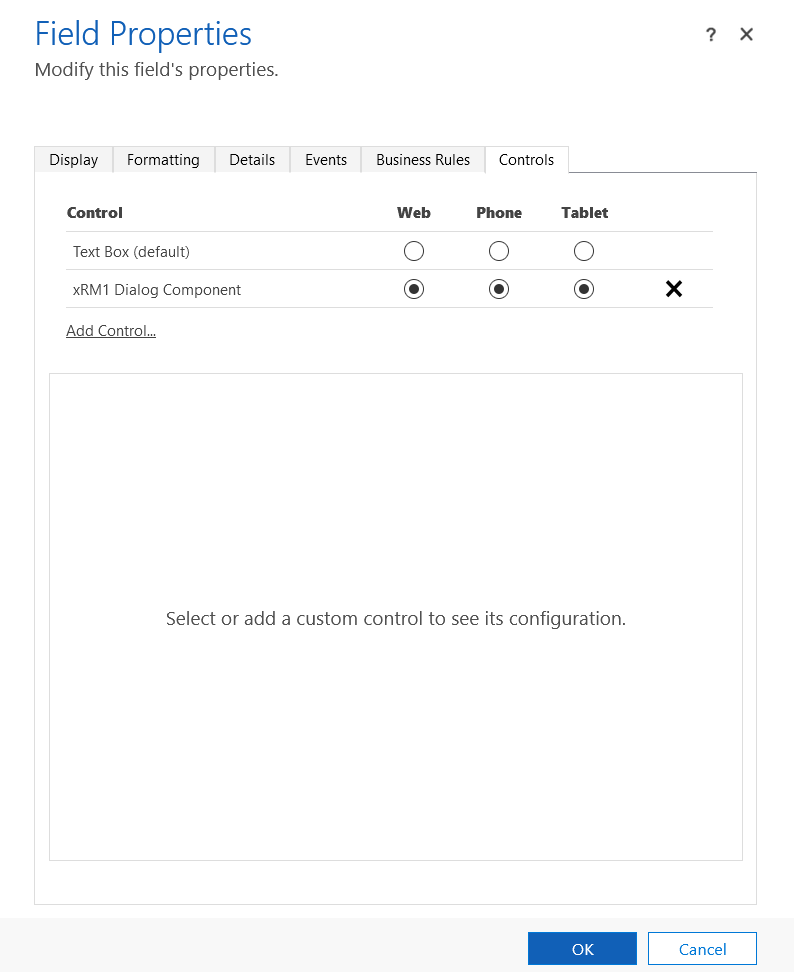 Field Properties
?
Modify this field's properties.
Display Formatting Details Events Business Rules Controls
Control Web Phone Tablet
Text Box (default)
xRM1 Dialog Component
Add Control...
Select or add a custom control to see its configuration.
OK Cancel